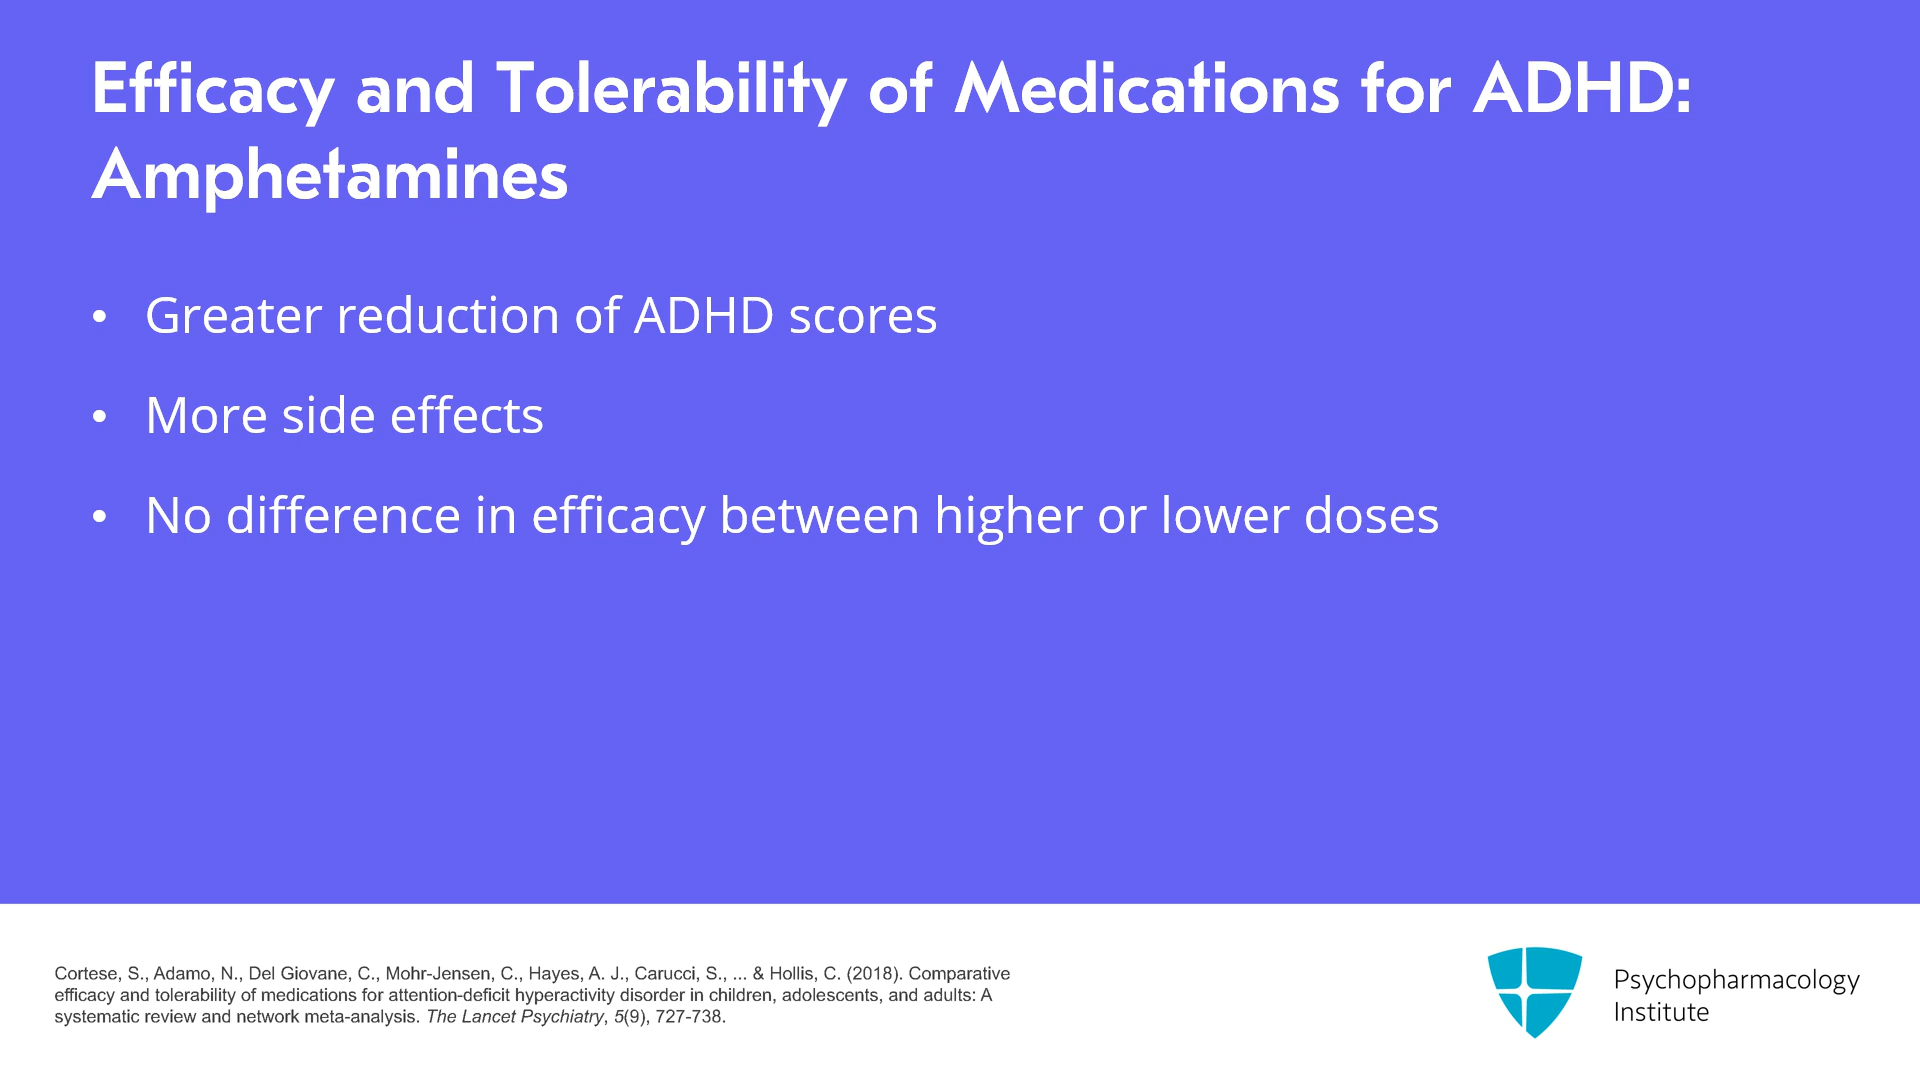 Efficacy and Tolerability of Medications for ADHD:
Amphetamines
• Greater reduction of ADHD scores
• More side effects
• No difference in efficacy between higher or lower doses
Cortese, S., Adamo, N., Del Giovane, C., Mohr-Jensen, C., Hayes, A. J., Carucci, S., ... & Hollis, C. (2018). Comparative
efficacy and tolerability of medications for attention-deficit hyperactivity disorder in children, adolescents, and adults: A
systematic review and network meta-analysis. The Lancet Psychiatry, 5(9), 727-738.
Psychopharmacology
Institute